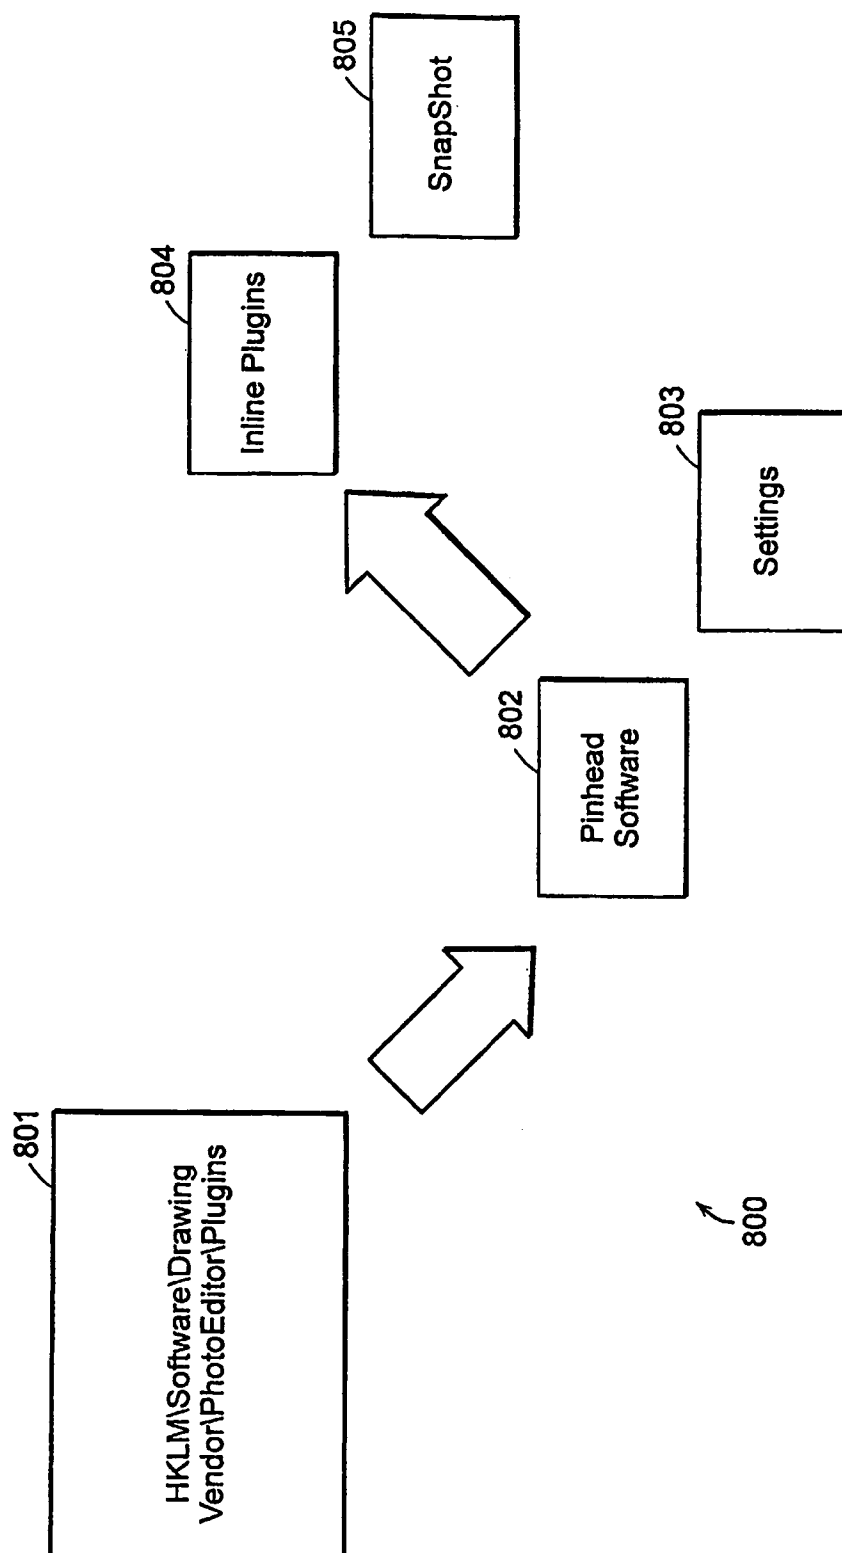 801
HKLM\Software\Drawing
Vendor\PhotoEditor\Plugins
802
Pinhead
Software
803
Settings
804
Inline Plugins
805
SnapShot
800